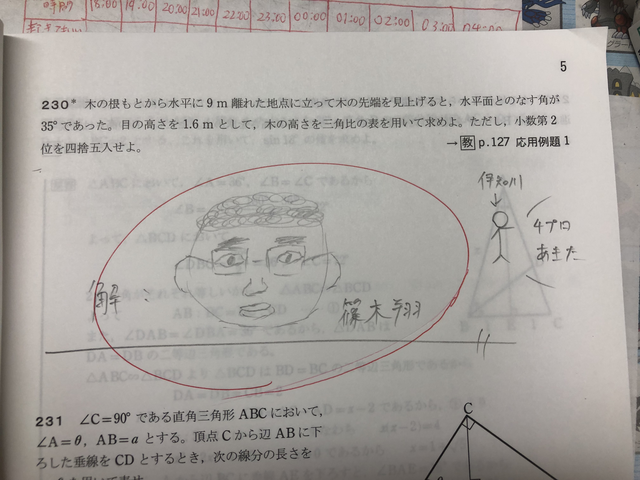 時刻 18:00 19:00 20:00 21:00 22:00 23:00 00:00 01:00 02:00 03:00 04:00
5
230* 木の根もとから水平に 9 m 離れた地点に立って木の先端を見上げると，水平面とのなす角が
35°であった。目の高さを 1.6 m として，木の高さを三角比の表を用いて求めよ。ただし，小数第 2
位を四捨五入せよ。
→教 p.127 応用例題 1
伊知川
4プロ
あきた
解：
篠木翔
231 ∠C=90° である直角三角形 ABC において，
∠A=θ，AB=a とする。頂点 C から辺 AB に下
ろした垂線を CD とするとき，次の線分の長さを
C